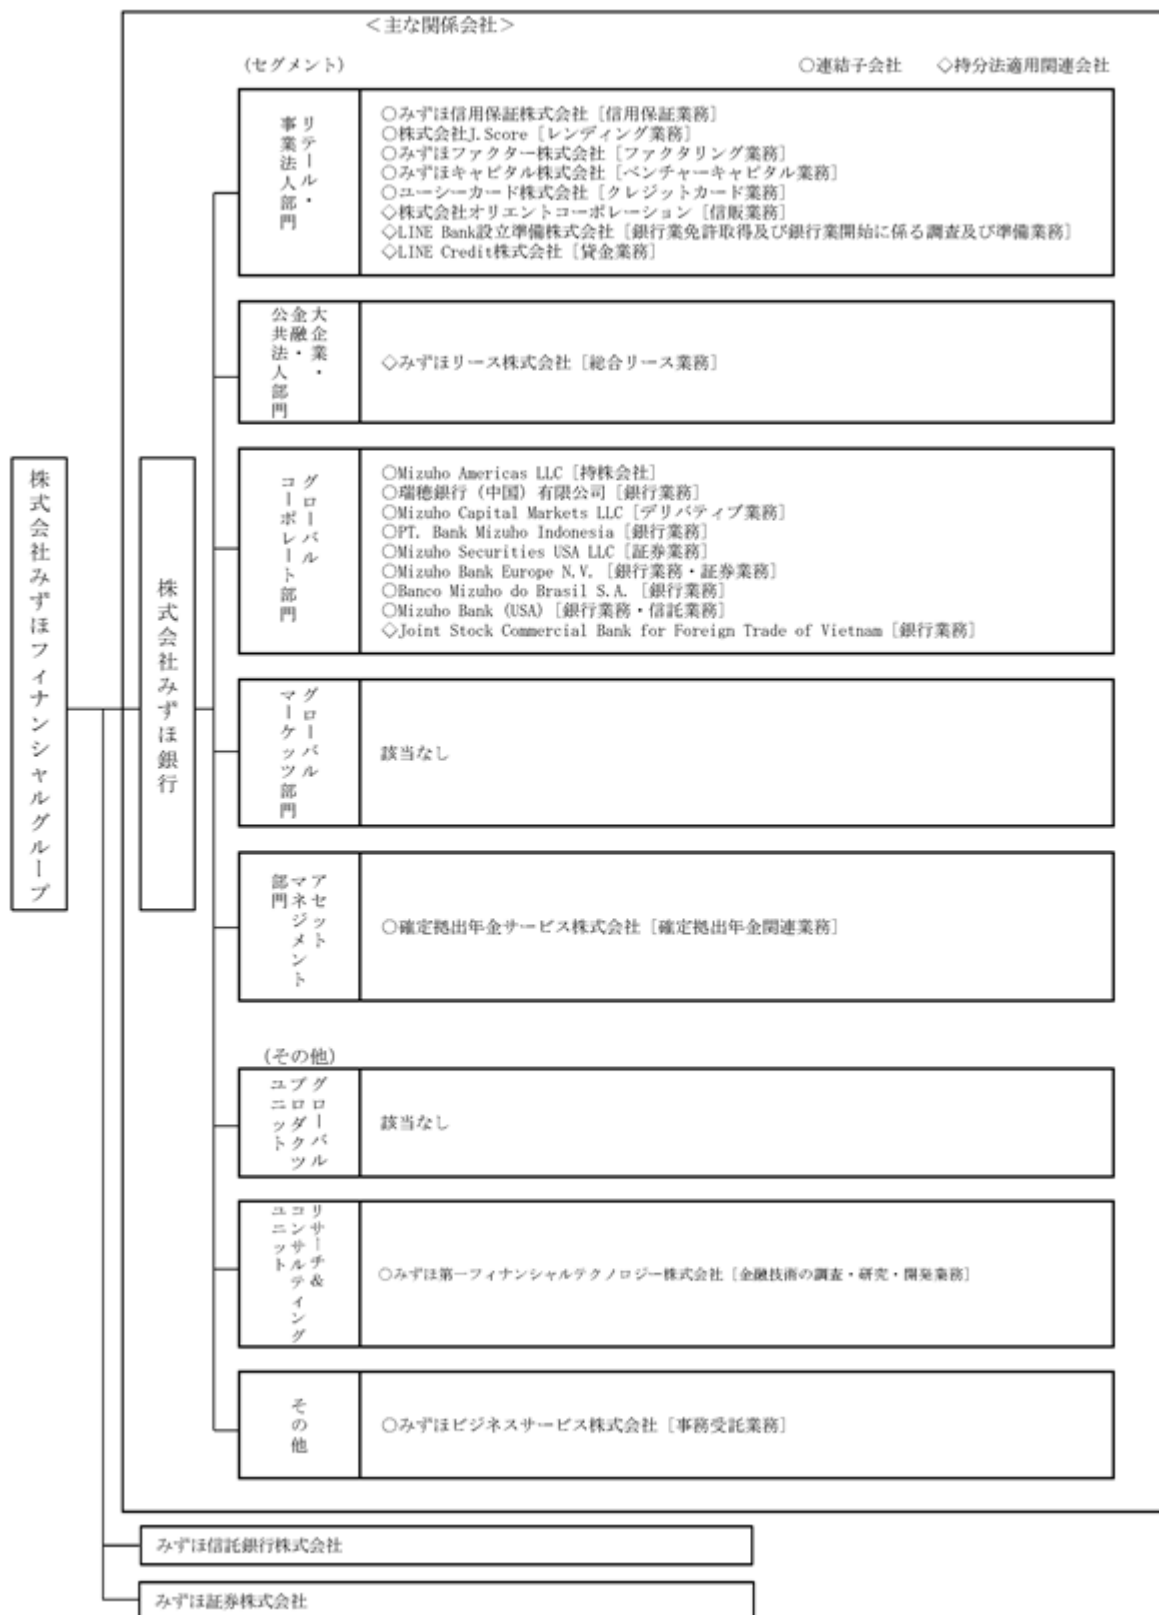 ＜主な関係会社＞
(セグメント)
○連結子会社 ◇持分法適用関連会社
リテール・
事業法人部門
○みずほ信用保証株式会社［信用保証業務］
○株式会社J.Score［レンディング業務］
○みずほファクター株式会社［ファクタリング業務］
○みずほキャピタル株式会社［ベンチャーキャピタル業務］
○ユーシーカード株式会社［クレジットカード業務］
◇株式会社オリエントコーポレーション［信販業務］
◇LINE Bank設立準備株式会社［銀行業免許取得及び銀行業開始に係る調査及び準備業務］
◇LINE Credit株式会社［貸金業務］
大企業・
金融・
公共法人部門
◇みずほリース株式会社［総合リース業務］
グローバル
コーポレート部門
○Mizuho Americas LLC［持株会社］
○瑞穂銀行（中国）有限公司［銀行業務］
○Mizuho Capital Markets LLC［デリバティブ業務］
○PT. Bank Mizuho Indonesia［銀行業務］
○Mizuho Securities USA LLC［証券業務］
○Mizuho Bank Europe N.V.［銀行業務・証券業務］
○Banco Mizuho do Brasil S.A.［銀行業務］
○Mizuho Bank (USA)［銀行業務・信託業務］
◇Joint Stock Commercial Bank for Foreign Trade of Vietnam［銀行業務］
株式会社みずほフィナンシャルグループ
株式会社みずほ銀行
グローバル
マーケッツ部門
該当なし
アセット
マネジメント
部門
○確定拠出年金サービス株式会社［確定拠出年金関連業務］
(その他)
グローバル
プロダクツ
ユニット
該当なし
リサーチ＆
コンサルティング
ユニット
○みずほ第一フィナンシャルテクノロジー株式会社［金融技術の調査・研究・開発業務］
その他
○みずほビジネスサービス株式会社［事務受託業務］
みずほ信託銀行株式会社
みずほ証券株式会社